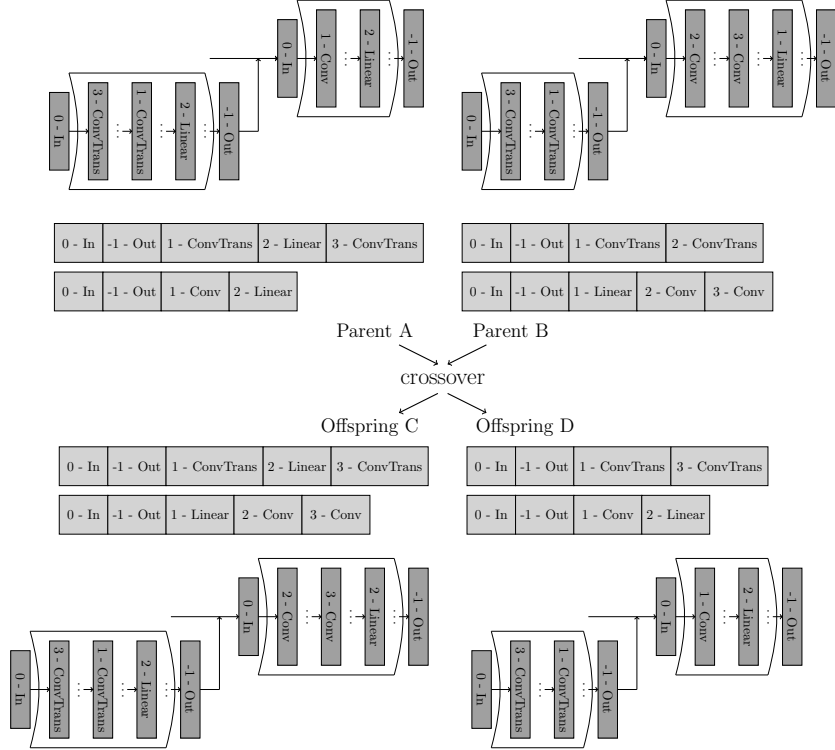 0 - In
1 - Conv
2 - Linear
-1 - Out
0 - In
3 - ConvTrans
1 - ConvTrans
2 - Linear
-1 - Out
0 - In
2 - Conv
3 - Conv
1 - Linear
-1 - Out
0 - In
3 - ConvTrans
1 - ConvTrans
-1 - Out
0 - In -1 - Out 1 - ConvTrans 2 - Linear 3 - ConvTrans
0 - In -1 - Out 1 - ConvTrans 2 - ConvTrans
0 - In -1 - Out 1 - Conv 2 - Linear
0 - In -1 - Out 1 - Linear 2 - Conv 3 - Conv
Parent A Parent B
crossover
Offspring C Offspring D
0 - In -1 - Out 1 - ConvTrans 2 - Linear 3 - ConvTrans
0 - In -1 - Out 1 - ConvTrans 3 - ConvTrans
0 - In -1 - Out 1 - Linear 2 - Conv 3 - Conv
0 - In -1 - Out 1 - Conv 2 - Linear
0 - In
2 - Conv
3 - Conv
2 - Linear
-1 - Out
0 - In
3 - ConvTrans
1 - ConvTrans
2 - Linear
-1 - Out
0 - In
1 - Conv
2 - Linear
-1 - Out
0 - In
3 - ConvTrans
1 - ConvTrans
-1 - Out